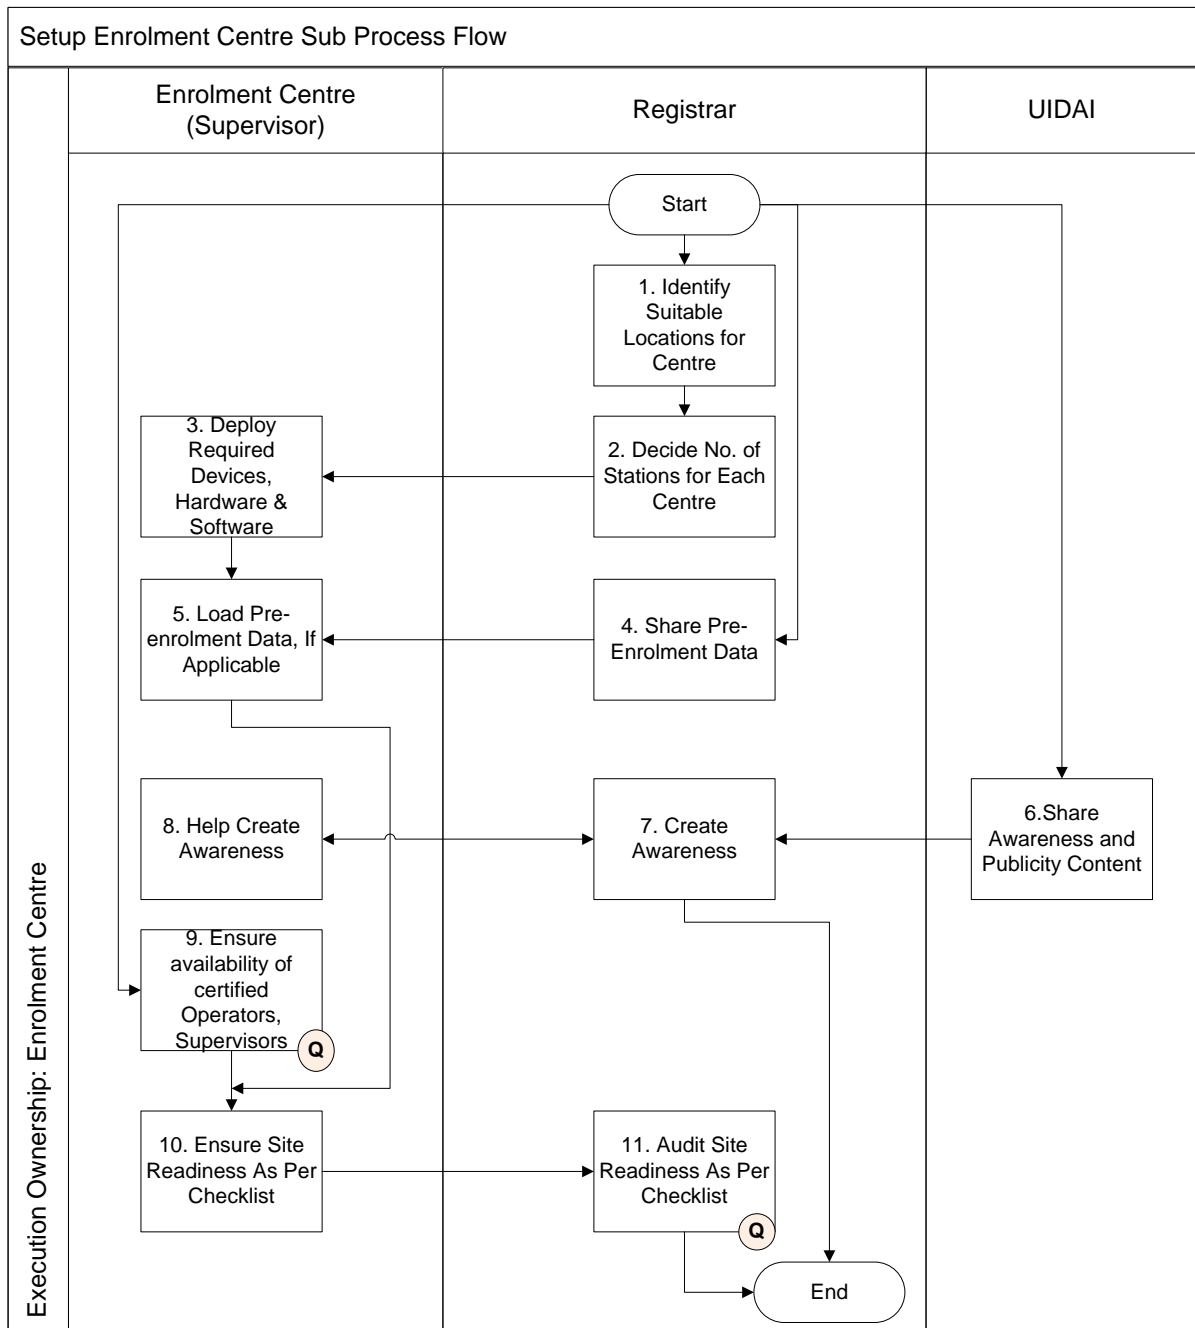 Setup Enrolment Centre Sub Process Flow
Enrolment Centre
(Supervisor)
Registrar
UIDAI
Start
1. Identify
Suitable
Locations for
Centre
3. Deploy
Required
Devices,
Hardware &
Software
2. Decide No. of
Stations for Each
Centre
5. Load Pre-
enrolment Data, If
Applicable
4. Share Pre-
Enrolment Data
8. Help Create
Awareness
7. Create
Awareness
6.Share
Awareness and
Publicity Content
9. Ensure
availability of
certified
Operators,
Supervisors
Q
10. Ensure Site
Readiness As Per
Checklist
11. Audit Site
Readiness As Per
Checklist
Q
End
Execution Ownership: Enrolment Centre